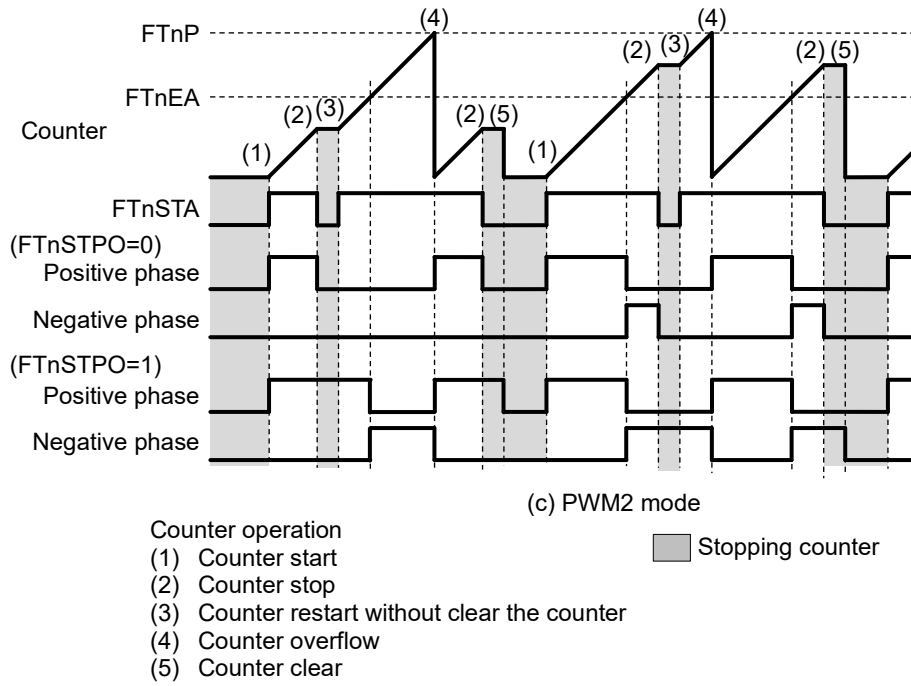 (4) (4)
FTnP
(2) (3) (2) (5)
FTnEA
(2) (3) (2) (5)
Counter
(1) (1)
FTnSTA
(FTnSTPO=0)
Positive phase
Negative phase
(FTnSTPO=1)
Positive phase
Negative phase
(c) PWM2 mode
Counter operation
(1) Counter start
Stopping counter
(2) Counter stop
(3) Counter restart without clear the counter
(4) Counter overflow
(5) Counter clear